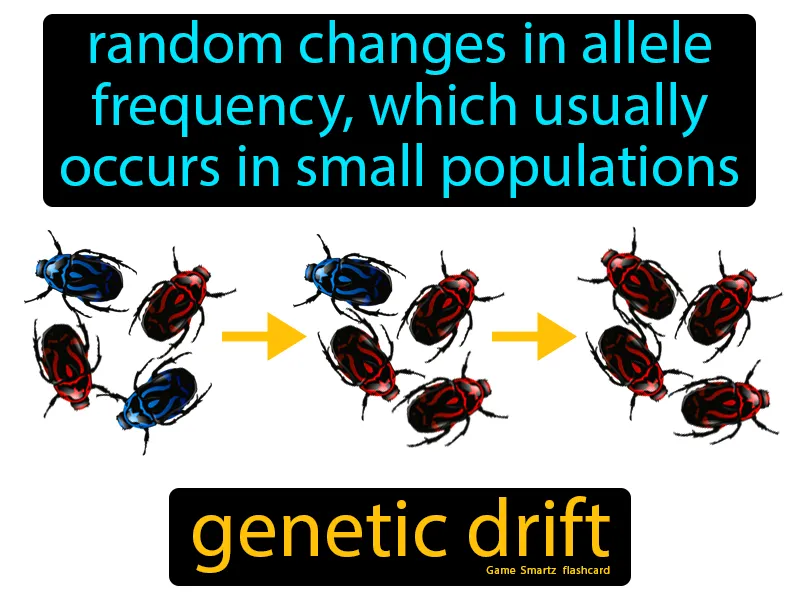 random changes in allele
frequency, which usually
occurs in small populations
genetic drift
Game Smartz flashcard